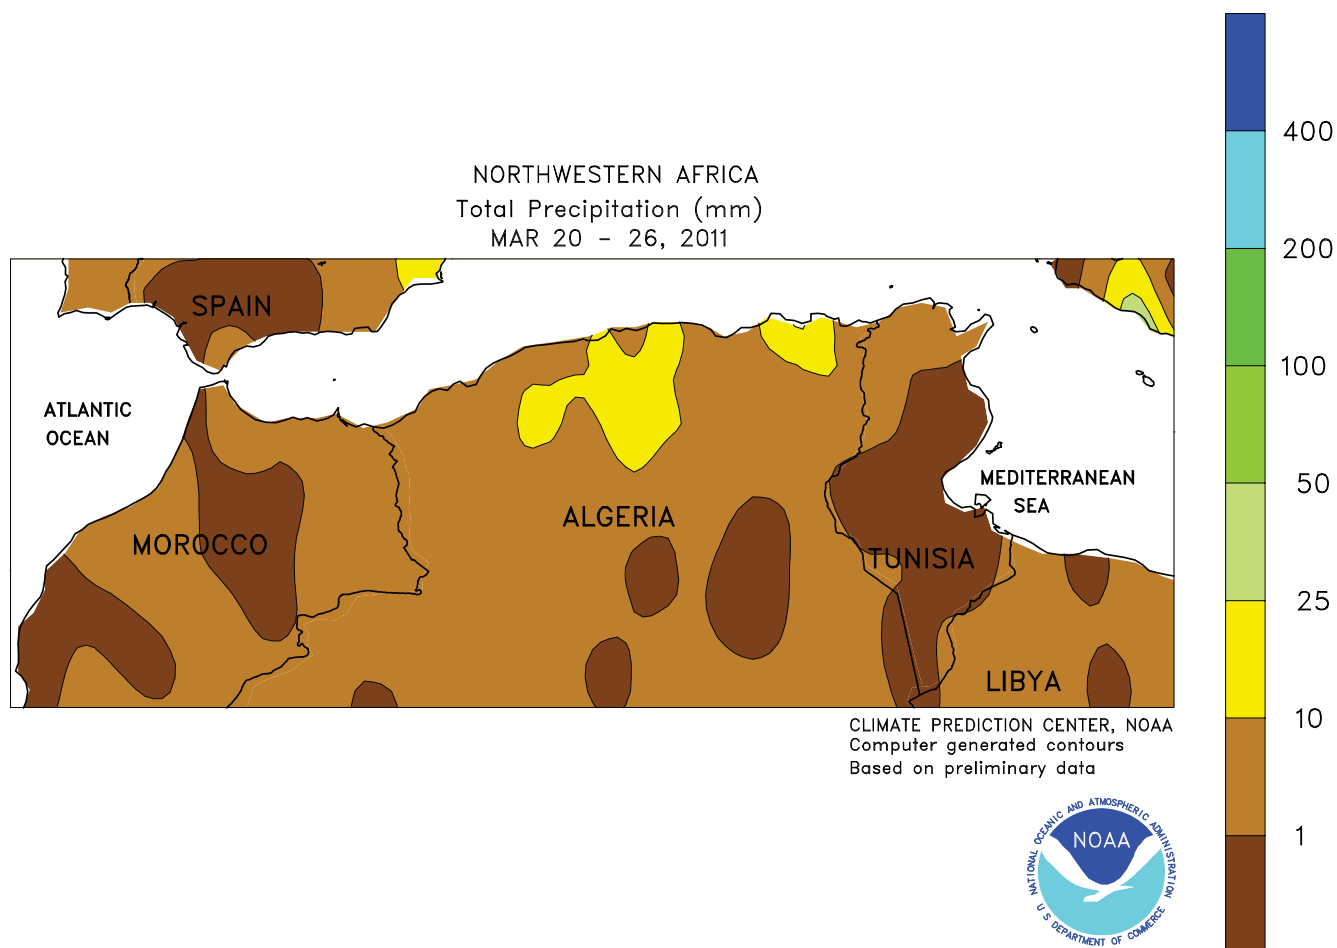 NORTHWESTERN AFRICA
Total Precipitation (mm)
MAR 20 - 26, 2011
SPAIN
ATLANTIC
OCEAN
MEDITERRANEAN
SEA
ALGERIA
MOROCCO
TUNISIA
LIBYA
400
200
100
50
25
10
1
CLIMATE PREDICTION CENTER, NOAA
Computer generated contours
Based on preliminary data
NATIONAL OCEANIC AND ATMOSPHERIC ADMINISTRATION
NOAA
U S DEPARTMENT OF COMMERCE